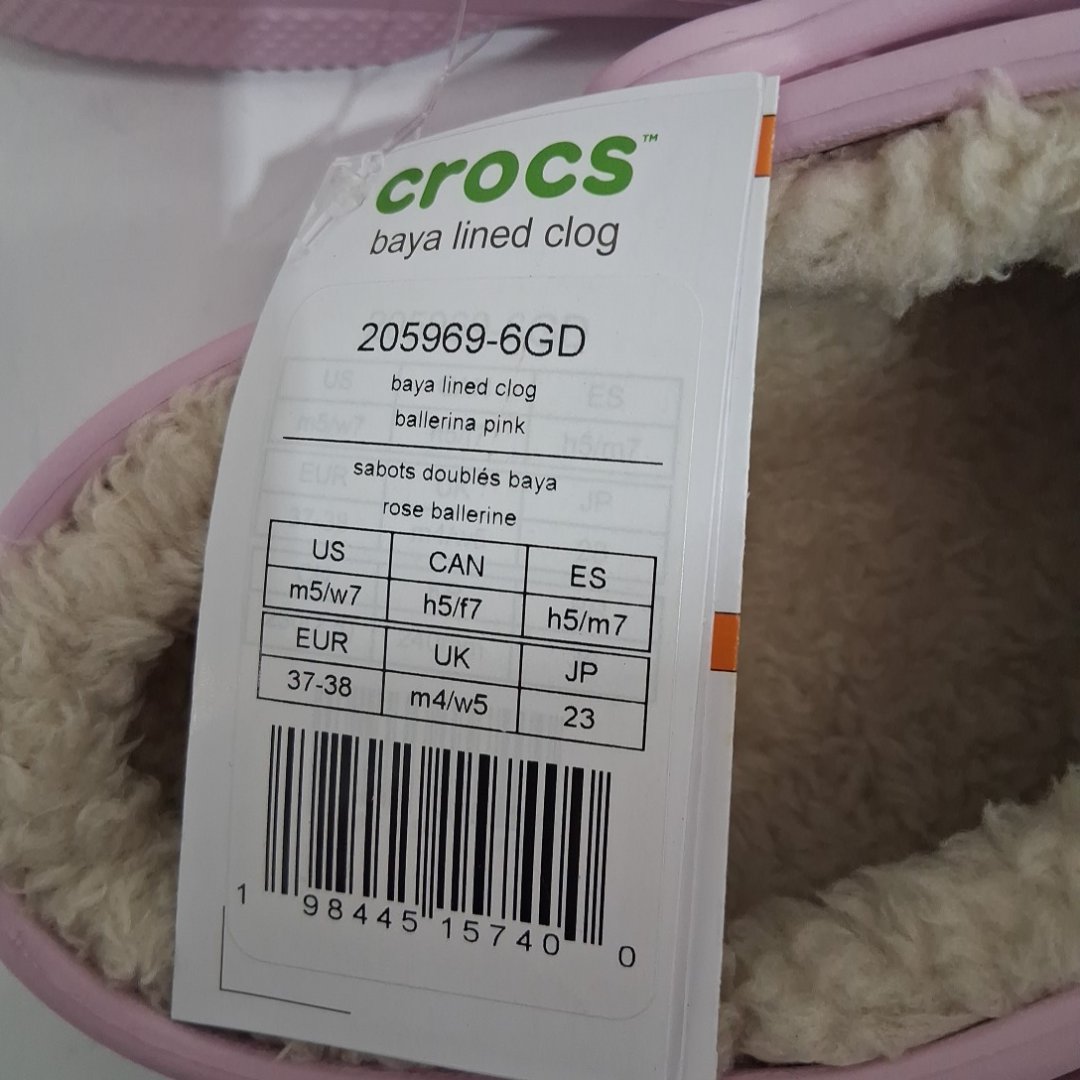 crocs™
baya lined clog
205969-6GD
baya lined clog
ballerina pink
sabots doublés baya
rose ballerine
US CAN ES
m5/w7 h5/f7 h5/m7
EUR UK JP
37-38 m4/w5 23
1 98445 15740 0